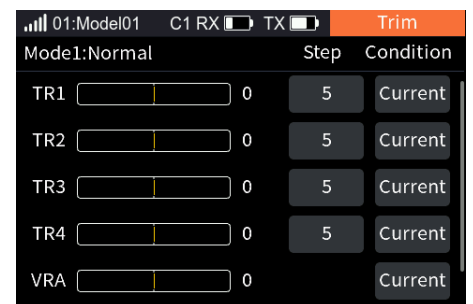 01:Model01 C1 RX TX Trim
Mode1:Normal Step Condition
TR1 0 5 Current
TR2 0 5 Current
TR3 0 5 Current
TR4 0 5 Current
VRA 0 Current